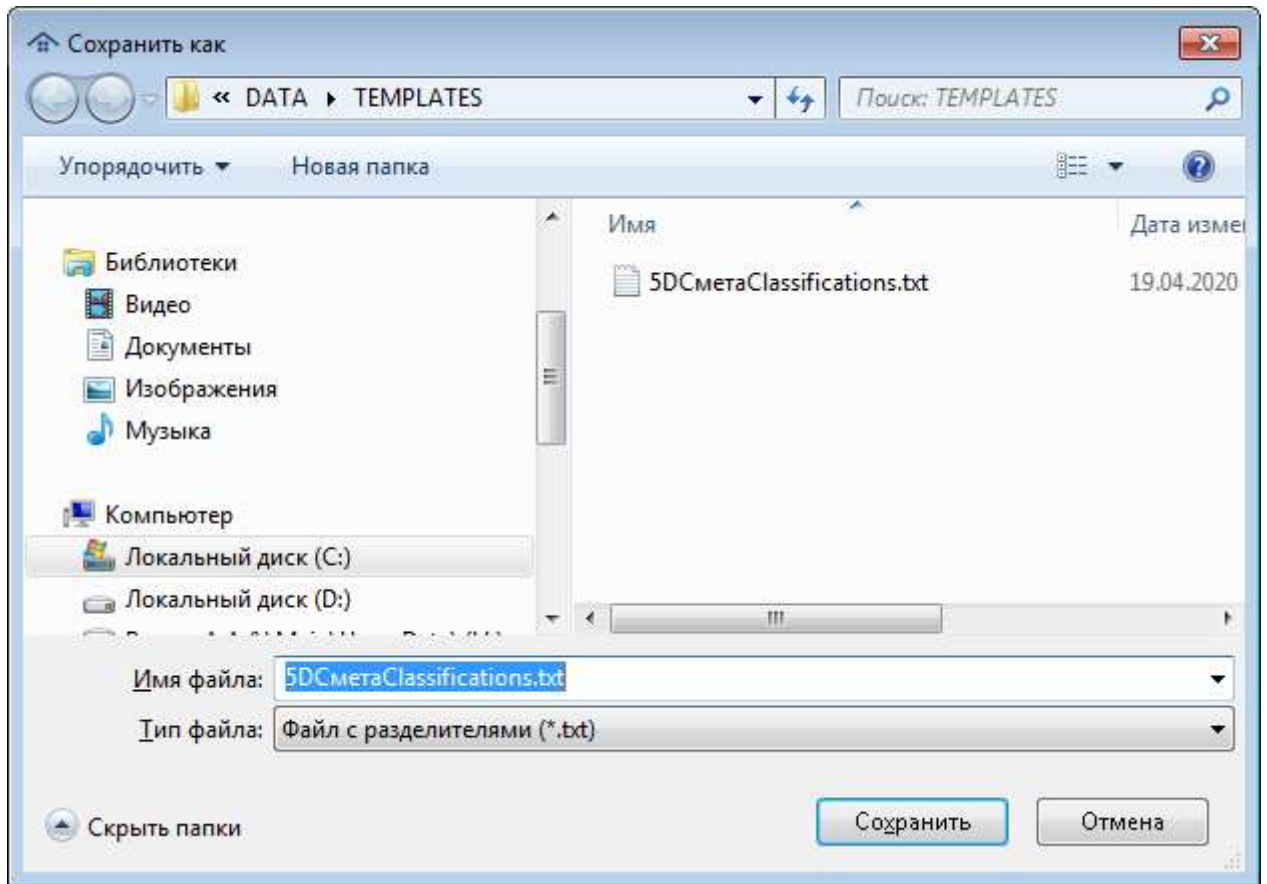 Сохранить как
« DATA ▸ TEMPLATES
Поиск: TEMPLATES
Упорядочить
Новая папка
Имя
Дата изме
Библиотеки
Видео
Документы
Изображения
Музыка
Компьютер
Локальный диск (C:)
Локальный диск (D:)
5DСметаClassifications.txt
19.04.2020
Имя файла: 5DСметаClassifications.txt
Тип файла: Файл с разделителями (*.txt)
Скрыть папки
Сохранить
Отмена